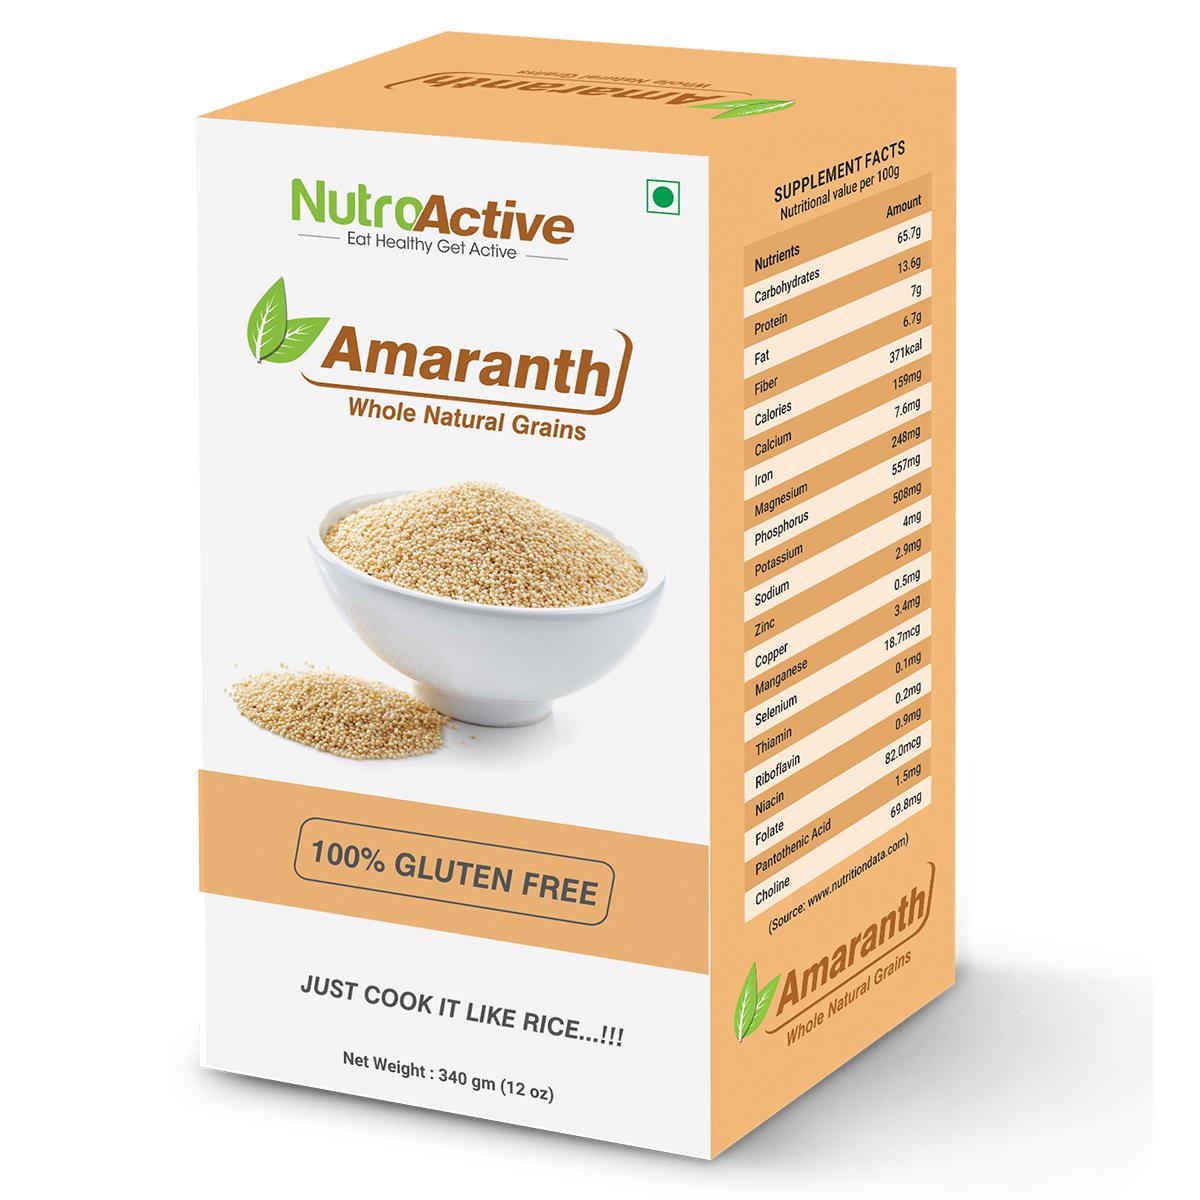 Amaranth
Whole Natural Grains
NutroActive
Eat Healthy Get Active
Amaranth
Whole Natural Grains
100% GLUTEN FREE
JUST COOK IT LIKE RICE...!!!
Net Weight : 340 gm (12 oz)
SUPPLEMENT FACTS
Nutritional value per 100g
Nutrients Amount
Carbohydrates 65.7g
Protein 13.6g
Fat 7g
Fiber 6.7g
Calories 371kcal
Calcium 159mg
Iron 7.6mg
Magnesium 248mg
Phosphorus 557mg
Potassium 508mg
Sodium 4mg
Zinc 2.9mg
Copper 0.5mg
Manganese 3.4mg
Selenium 18.7mcg
Thiamin 0.1mg
Riboflavin 0.2mg
Niacin 0.9mg
Folate 82.0mcg
Pantothenic Acid 1.5mg
Choline 69.8mg
(Source: www.nutritiondata.com)
Amaranth
Whole Natural Grains